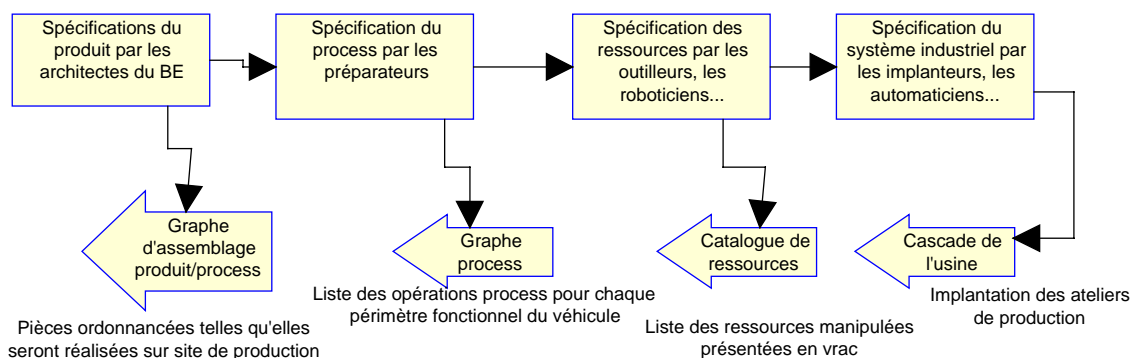 Spécifications du
produit par les
architectes du BE
Spécification du
process par les
préparateurs
Spécification des
ressources par les
outilleurs, les
roboticiens...
Spécification du
système industriel par
les implanteurs, les
automaticiens...
Graphe
d'assemblage
produit/process
Graphe
process
Catalogue de
ressources
Cascade de
l'usine
Pièces ordonnancées telles qu'elles
seront réalisées sur site de production
Liste des opérations process pour chaque
périmètre fonctionnel du véhicule
Liste des ressources manipulées
présentées en vrac
Implantation des ateliers
de production